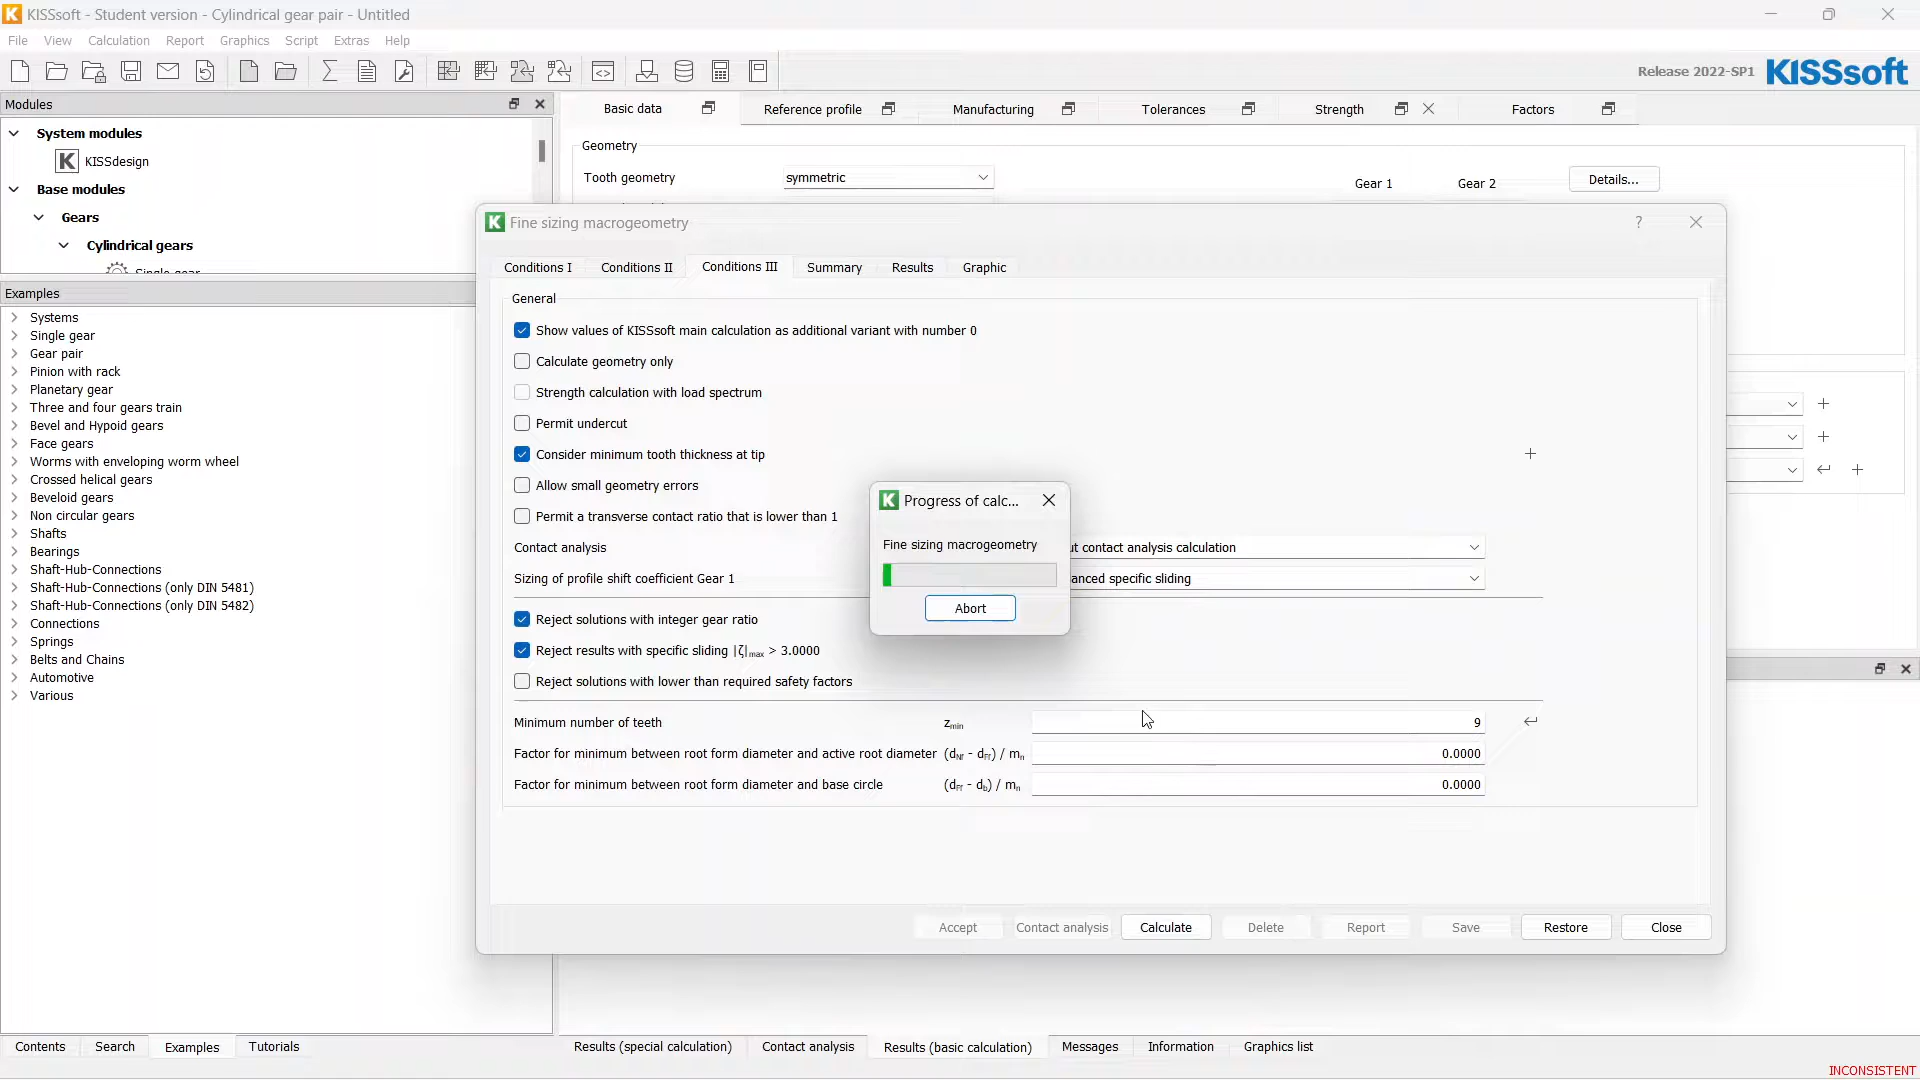 KISSsoft - Student version - Cylindrical gear pair - Untitled
File View Calculation Report Graphics Script Extras Help
Release 2022-SP1 KISSsoft
Modules
System modules
KISSdesign
Base modules
Gears
Cylindrical gears
Single gear
Examples
Systems
Single gear
Gear pair
Pinion with rack
Planetary gear
Three and four gears train
Bevel and Hypoid gears
Face gears
Worms with enveloping worm wheel
Crossed helical gears
Beveloid gears
Non circular gears
Shafts
Bearings
Shaft-Hub-Connections
Shaft-Hub-Connections (only DIN 5481)
Shaft-Hub-Connections (only DIN 5482)
Connections
Springs
Belts and Chains
Automotive
Various
Contents Search Examples Tutorials
Basic data Reference profile Manufacturing Tolerances Strength Factors
Geometry
Tooth geometry symmetric Gear 1 Gear 2 Details...
Fine sizing macrogeometry ?
Conditions I Conditions II Conditions III Summary Results Graphic
General
Show values of KISSsoft main calculation as additional variant with number 0
Calculate geometry only
Strength calculation with load spectrum
Permit undercut
Consider minimum tooth thickness at tip
Allow small geometry errors
Permit a transverse contact ratio that is lower than 1
Contact analysis ut contact analysis calculation
Sizing of profile shift coefficient Gear 1 anced specific sliding
Reject solutions with integer gear ratio
Reject results with specific sliding |ζ|max > 3.0000
Reject solutions with lower than required safety factors
Minimum number of teeth zmin 9
Factor for minimum between root form diameter and active root diameter (dNf - dFf) / mn 0.0000
Factor for minimum between root form diameter and base circle (dFf - db) / mn 0.0000
Accept Contact analysis Calculate Delete Report Save Restore Close
Progress of calc...
Fine sizing macrogeometry
Abort
Results (special calculation) Contact analysis Results (basic calculation) Messages Information Graphics list
INCONSISTENT